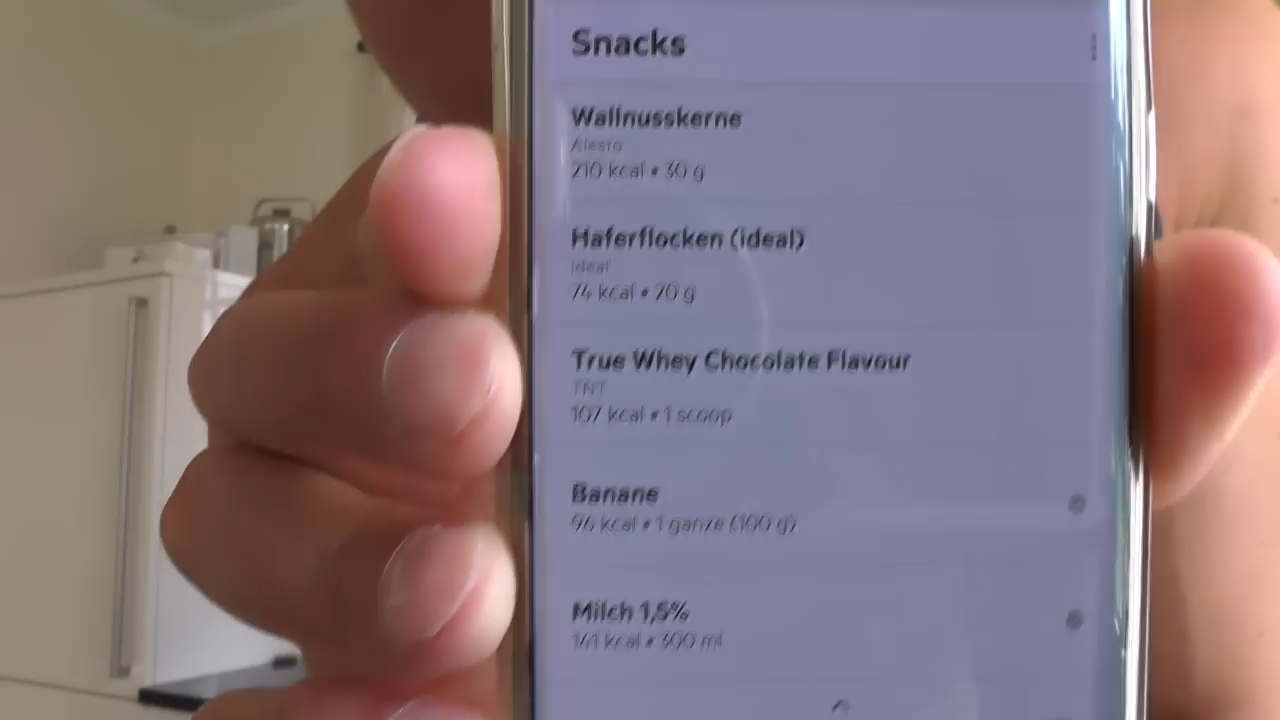 Snacks
Wallnusskerne
Alesto
210 kcal • 30 g
Haferflocken (ideal)
Ideal
74 kcal • 20 g
True Whey Chocolate Flavour
TNT
107 kcal • 1 scoop
Banane
96 kcal • 1 ganze (100 g)
Milch 1,5%
141 kcal • 300 ml